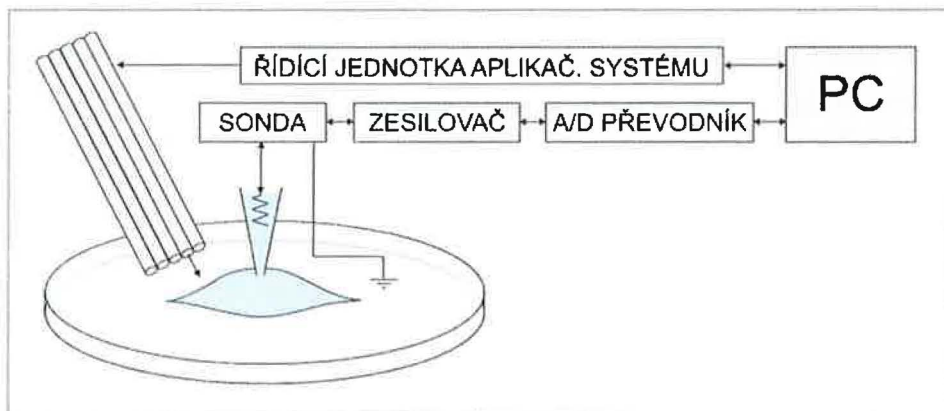 ŘÍDÍCÍ JEDNOTKA APLIKAČ. SYSTÉMU
PC
SONDA
ZESILOVAČ
A/D PŘEVODNÍK